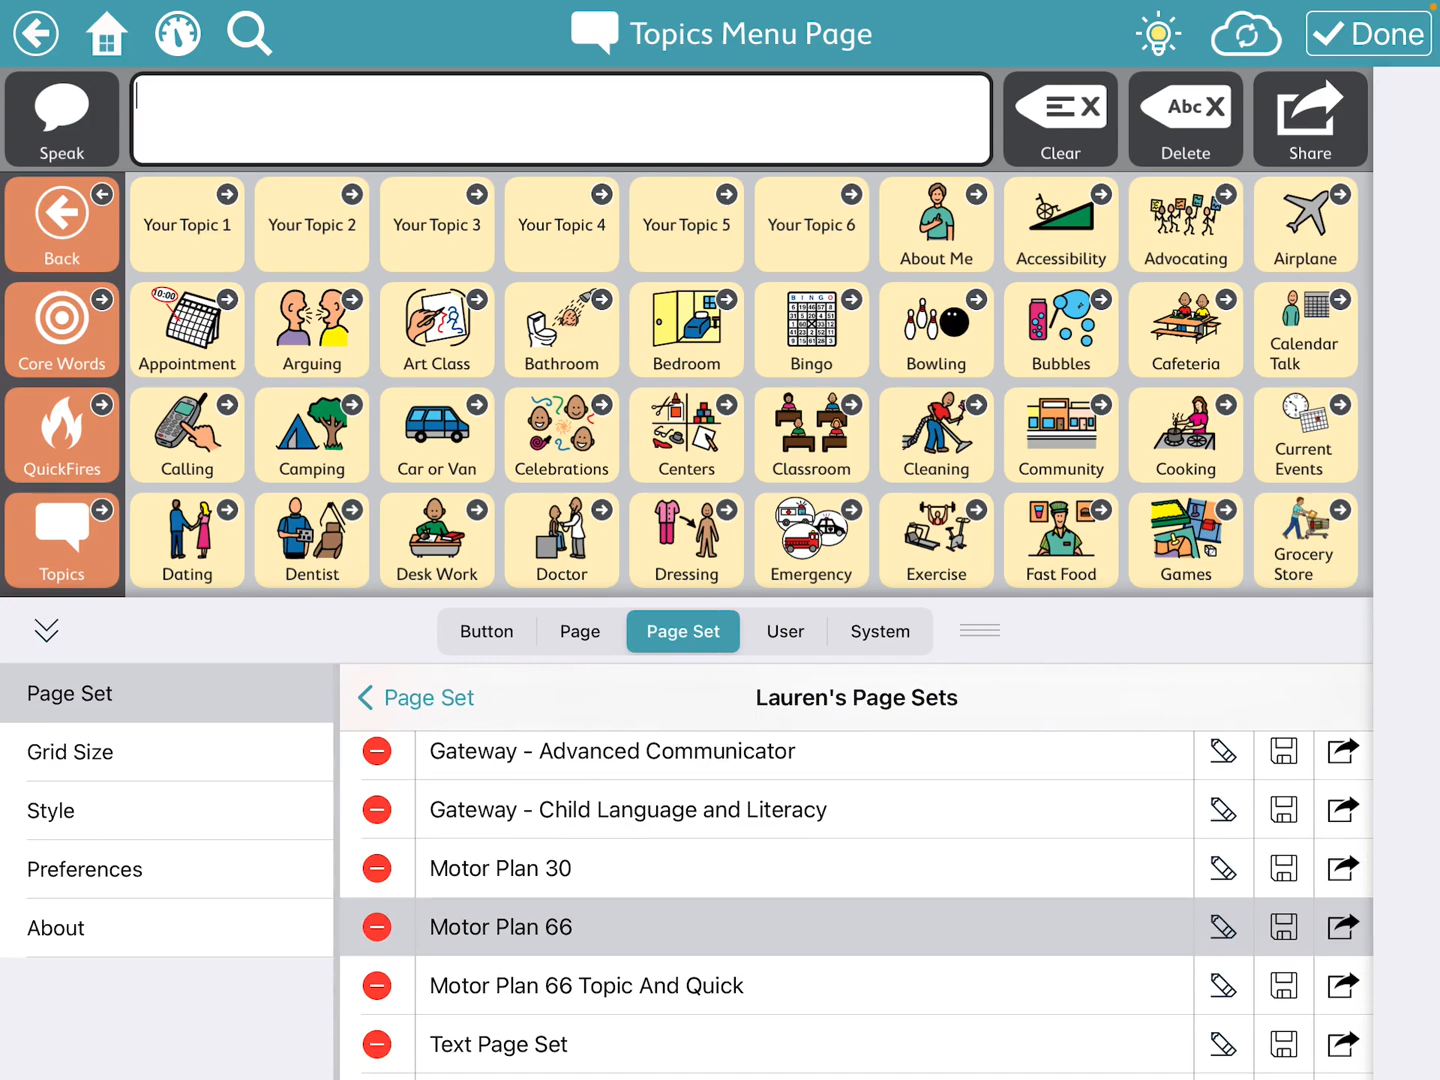 Topics Menu Page
Done
Speak
Abc
Clear
Delete
Share
Back
Your Topic 1
Your Topic 2
Your Topic 3
Your Topic 4
Your Topic 5
Your Topic 6
About Me
Accessibility
Advocating
Airplane
Core Words
10:00
Appointment
Arguing
Art Class
Bathroom
Bedroom
BINGO
Bingo
Bowling
Bubbles
Cafeteria
Calendar
Talk
QuickFires
Calling
Camping
Car or Van
Celebrations
Centers
Classroom
Cleaning
Community
Cooking
Current
Events
Topics
Dating
Dentist
Desk Work
Doctor
Dressing
Emergency
Exercise
Fast Food
Games
Grocery
Store
Button
Page
Page Set
User
System
Page Set
Grid Size
Style
Preferences
About
Page Set
Lauren's Page Sets
Gateway - Advanced Communicator
Gateway - Child Language and Literacy
Motor Plan 30
Motor Plan 66
Motor Plan 66 Topic And Quick
Text Page Set